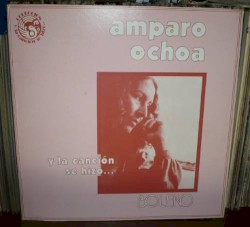 amparo
ochoa
y la canción
se hizo...